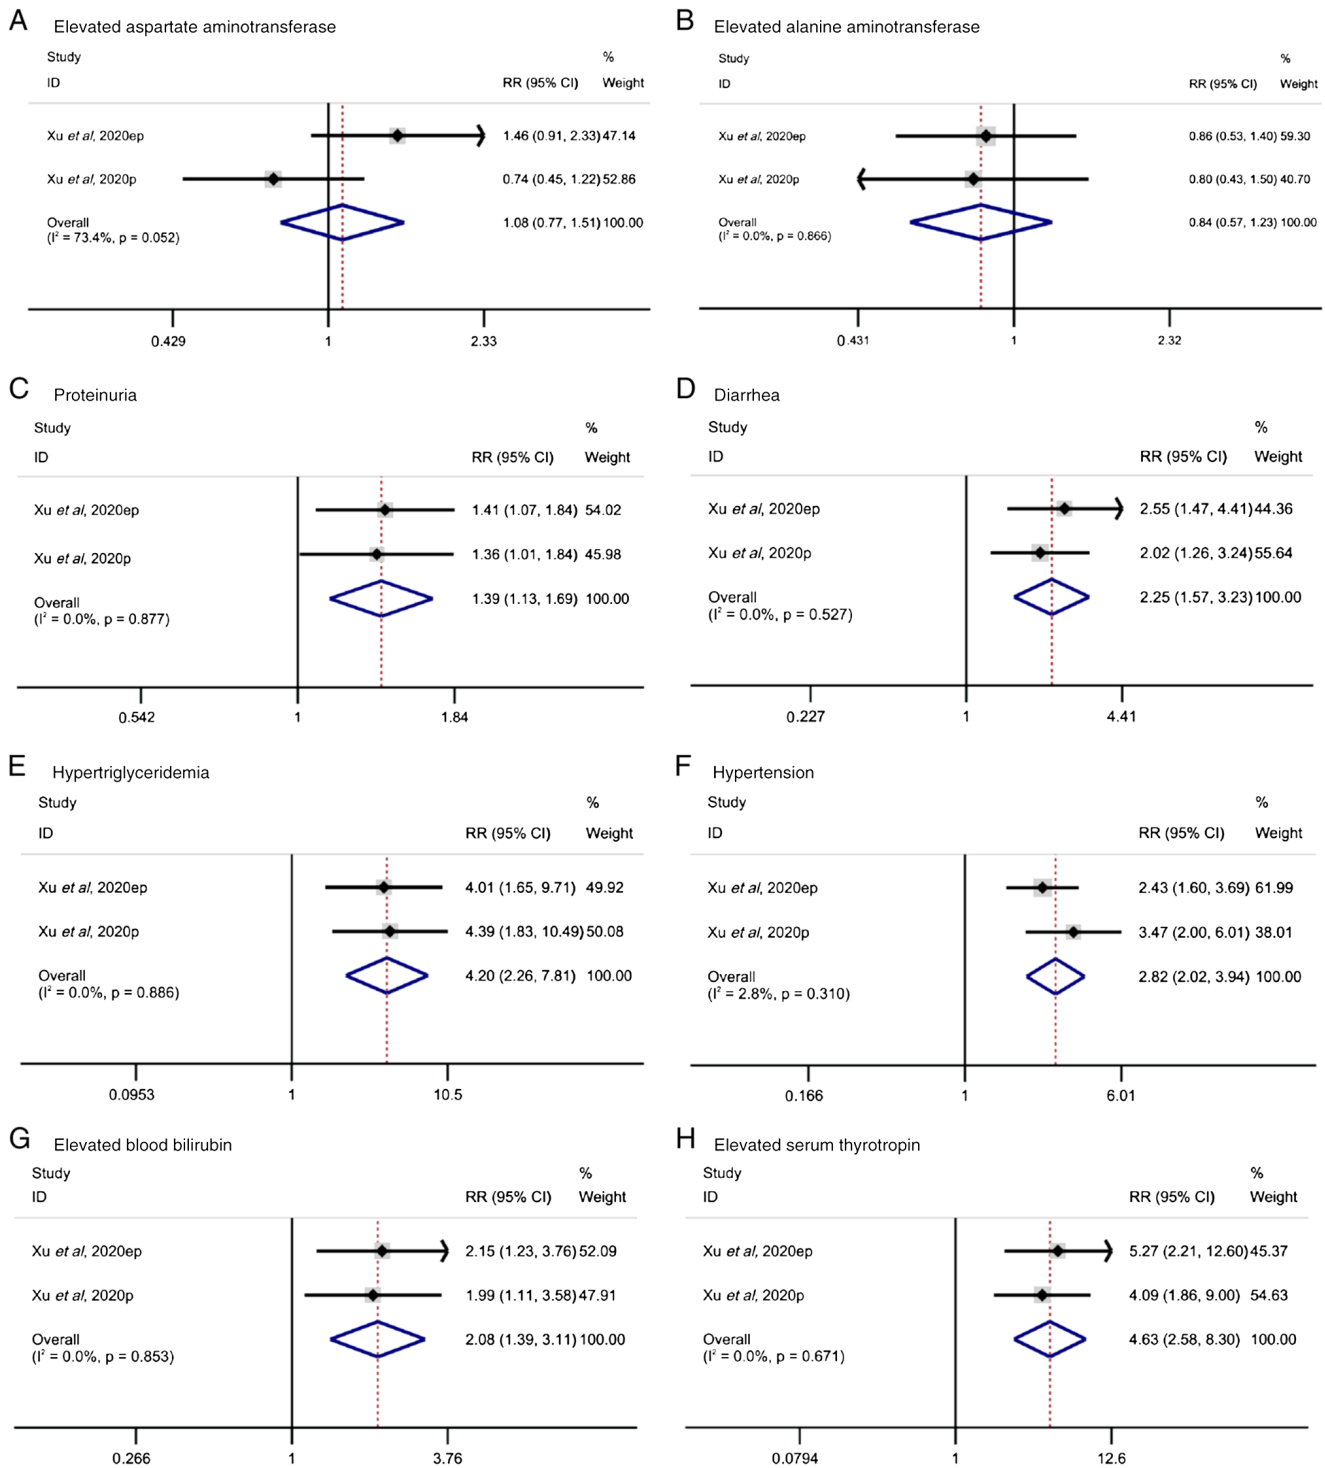 A Elevated aspartate aminotransferase
Study %
ID RR (95% CI) Weight
Xu et al, 2020ep 1.46 (0.91, 2.33) 47.14
Xu et al, 2020p 0.74 (0.45, 1.22) 52.86
Overall 1.08 (0.77, 1.51) 100.00
(I² = 73.4%, p = 0.052)
0.429 1 2.33
B Elevated alanine aminotransferase
Study %
ID RR (95% CI) Weight
Xu et al, 2020ep 0.86 (0.53, 1.40) 59.30
Xu et al, 2020p 0.80 (0.43, 1.50) 40.70
Overall 0.84 (0.57, 1.23) 100.00
(I² = 0.0%, p = 0.866)
0.431 1 2.32
C Proteinuria
Study %
ID RR (95% CI) Weight
Xu et al, 2020ep 1.41 (1.07, 1.84) 54.02
Xu et al, 2020p 1.36 (1.01, 1.84) 45.98
Overall 1.39 (1.13, 1.69) 100.00
(I² = 0.0%, p = 0.877)
0.542 1 1.84
D Diarrhea
Study %
ID RR (95% CI) Weight
Xu et al, 2020ep 2.55 (1.47, 4.41) 44.36
Xu et al, 2020p 2.02 (1.26, 3.24) 55.64
Overall 2.25 (1.57, 3.23) 100.00
(I² = 0.0%, p = 0.527)
0.227 1 4.41
E Hypertriglyceridemia
Study %
ID RR (95% CI) Weight
Xu et al, 2020ep 4.01 (1.65, 9.71) 49.92
Xu et al, 2020p 4.39 (1.83, 10.49) 50.08
Overall 4.20 (2.26, 7.81) 100.00
(I² = 0.0%, p = 0.886)
0.0953 1 10.5
F Hypertension
Study %
ID RR (95% CI) Weight
Xu et al, 2020ep 2.43 (1.60, 3.69) 61.99
Xu et al, 2020p 3.47 (2.00, 6.01) 38.01
Overall 2.82 (2.02, 3.94) 100.00
(I² = 2.8%, p = 0.310)
0.166 1 6.01
G Elevated blood bilirubin
Study %
ID RR (95% CI) Weight
Xu et al, 2020ep 2.15 (1.23, 3.76) 52.09
Xu et al, 2020p 1.99 (1.11, 3.58) 47.91
Overall 2.08 (1.39, 3.11) 100.00
(I² = 0.0%, p = 0.853)
0.266 1 3.76
H Elevated serum thyrotropin
Study %
ID RR (95% CI) Weight
Xu et al, 2020ep 5.27 (2.21, 12.60) 45.37
Xu et al, 2020p 4.09 (1.86, 9.00) 54.63
Overall 4.63 (2.58, 8.30) 100.00
(I² = 0.0%, p = 0.671)
0.0794 1 12.6